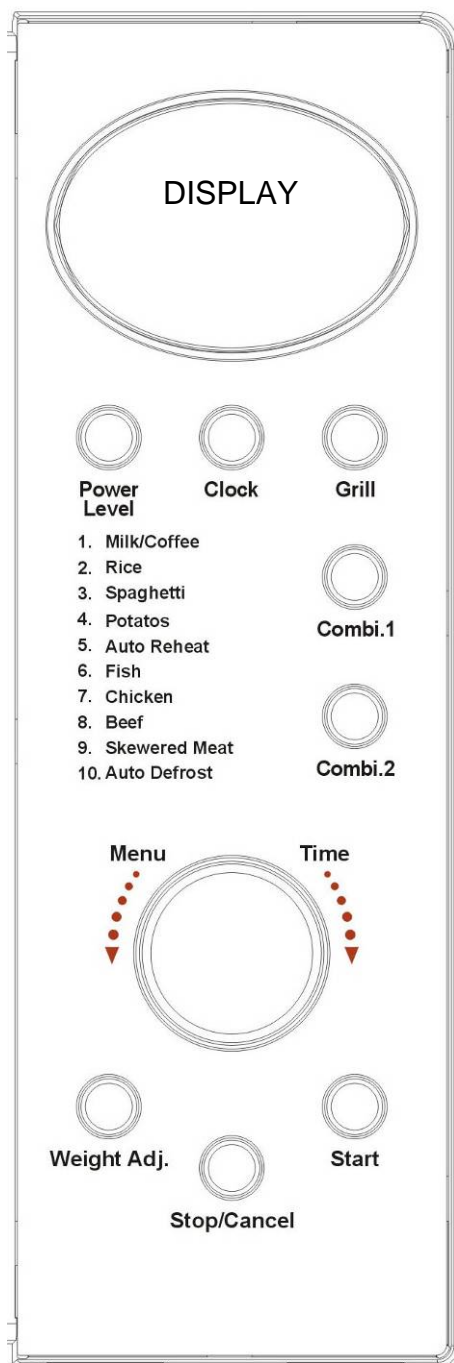 DISPLAY
Power
Level
Clock
Grill
1. Milk/Coffee
2. Rice
3. Spaghetti
4. Potatos
5. Auto Reheat
6. Fish
7. Chicken
8. Beef
9. Skewered Meat
10. Auto Defrost
Combi.1
Combi.2
Menu
Time
Weight Adj.
Start
Stop/Cancel